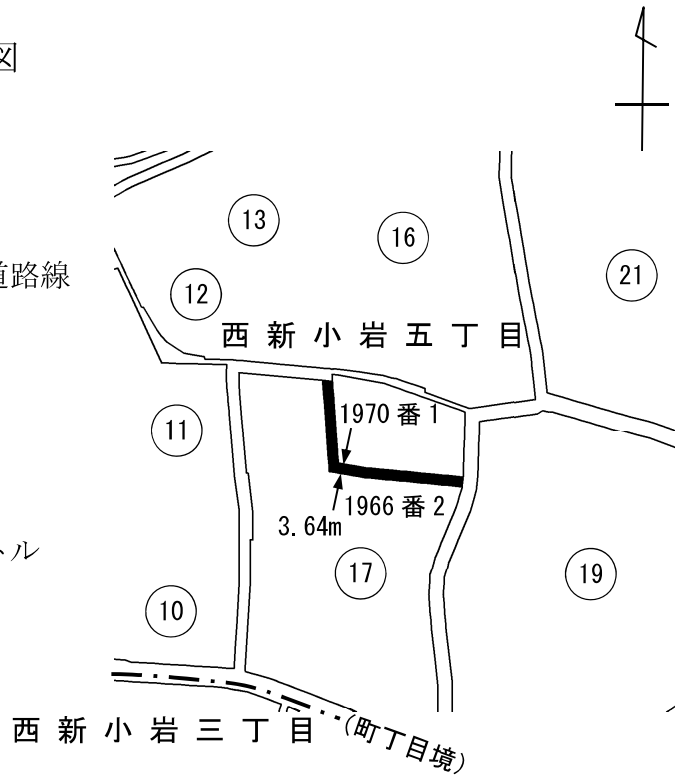 図
道路線
トル
13
16
21
12
西新小岩五丁目
11
1970番1
1966番2
3.64m
17
19
10
西新小岩三丁目
(町丁目境)